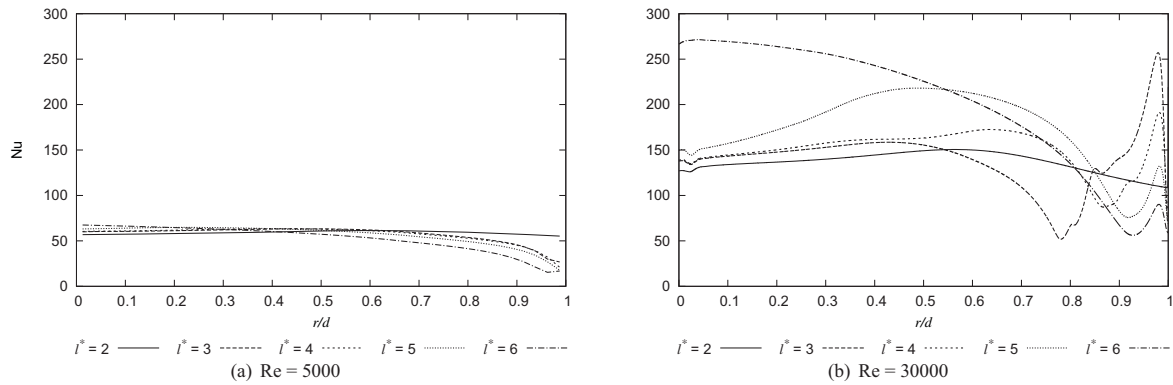 300
250
200
150
100
50
0
Nu
0 0.1 0.2 0.3 0.4 0.5 0.6 0.7 0.8 0.9 1
r/d
l* = 2 l* = 3 l* = 4 l* = 5 l* = 6
(a) Re = 5000
300
250
200
150
100
50
0
0 0.1 0.2 0.3 0.4 0.5 0.6 0.7 0.8 0.9 1
r/d
l* = 2 l* = 3 l* = 4 l* = 5 l* = 6
(b) Re = 30000